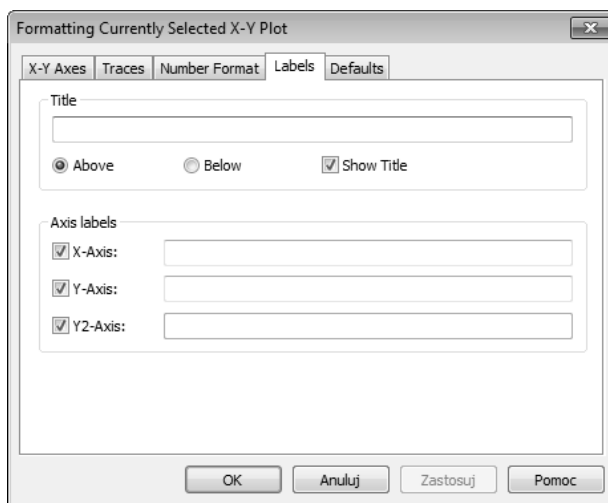 Formatting Currently Selected X-Y Plot
X-Y Axes Traces Number Format Labels Defaults
Title
Above Below Show Title
Axis labels
X-Axis:
Y-Axis:
Y2-Axis:
OK Anuluj Zastosuj Pomoc